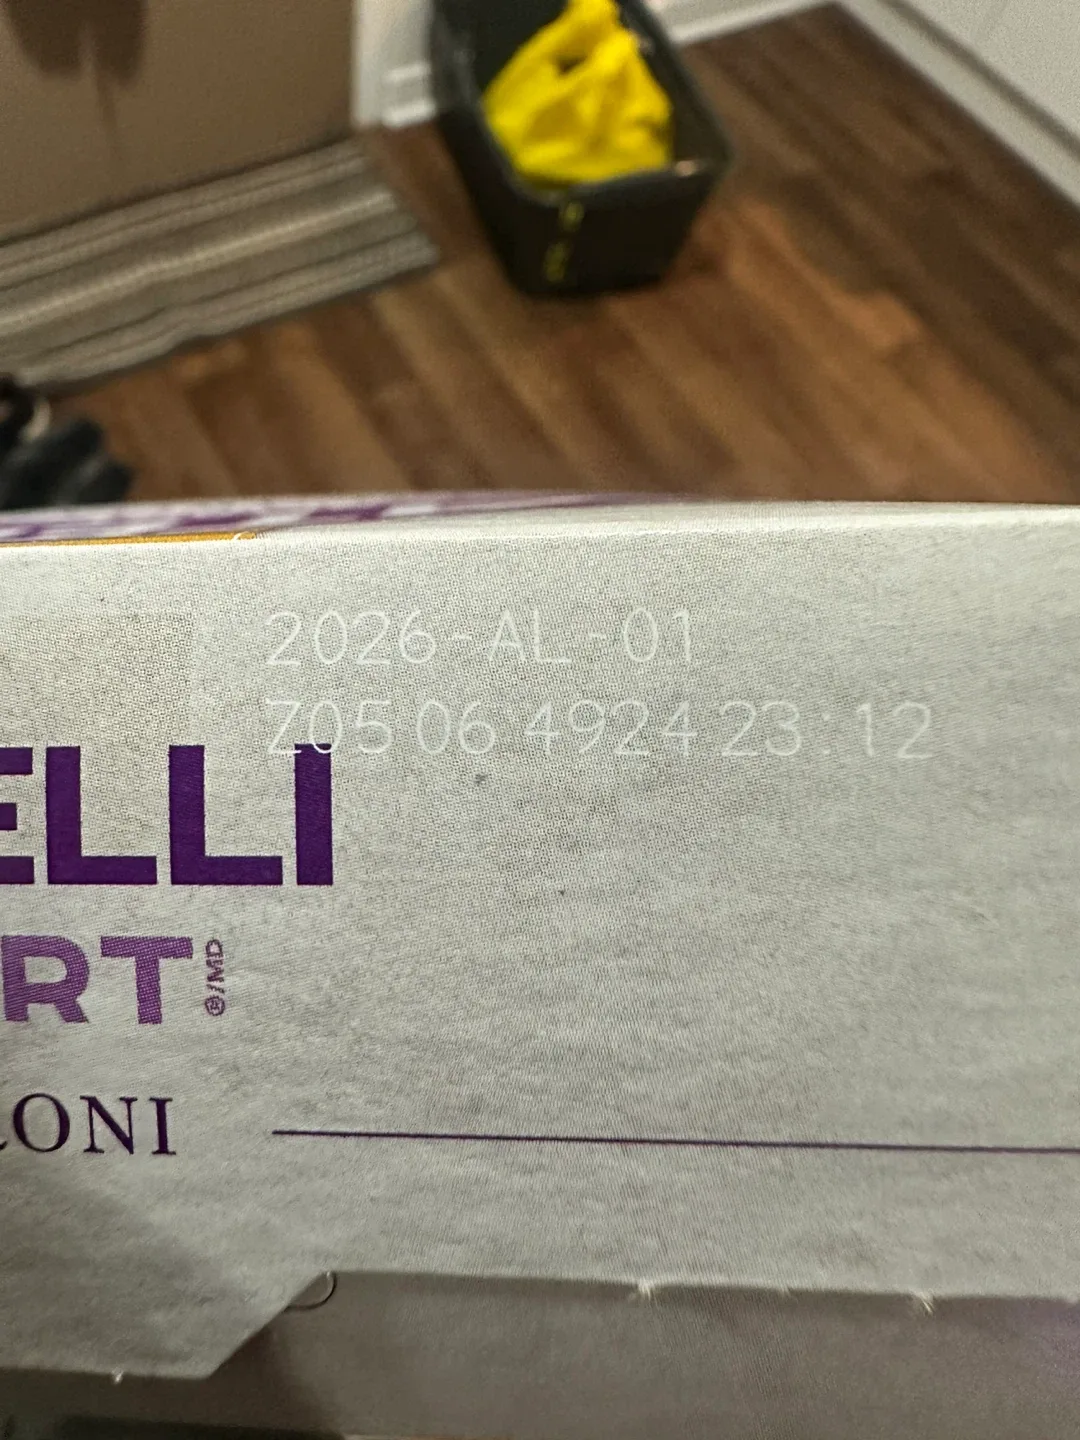 2026-AL-01
Z05 06 4924 23:12
ELLI
RT ®/MD
ONI